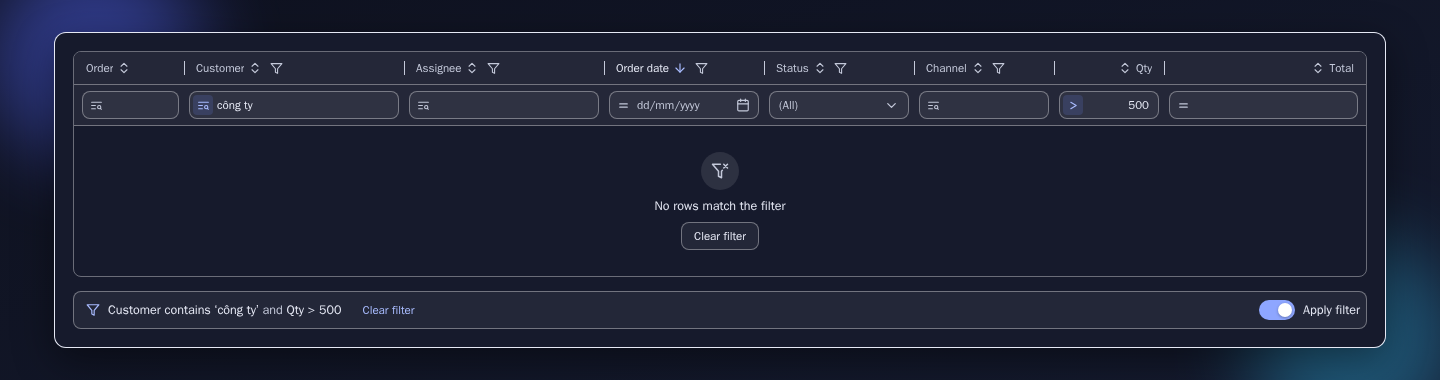 Order Customer Assignee Order date Status Channel Qty Total
công ty = dd/mm/yyyy (All) > 500 =
No rows match the filter
Clear filter
Customer contains ‘công ty’ and Qty > 500 Clear filter Apply filter